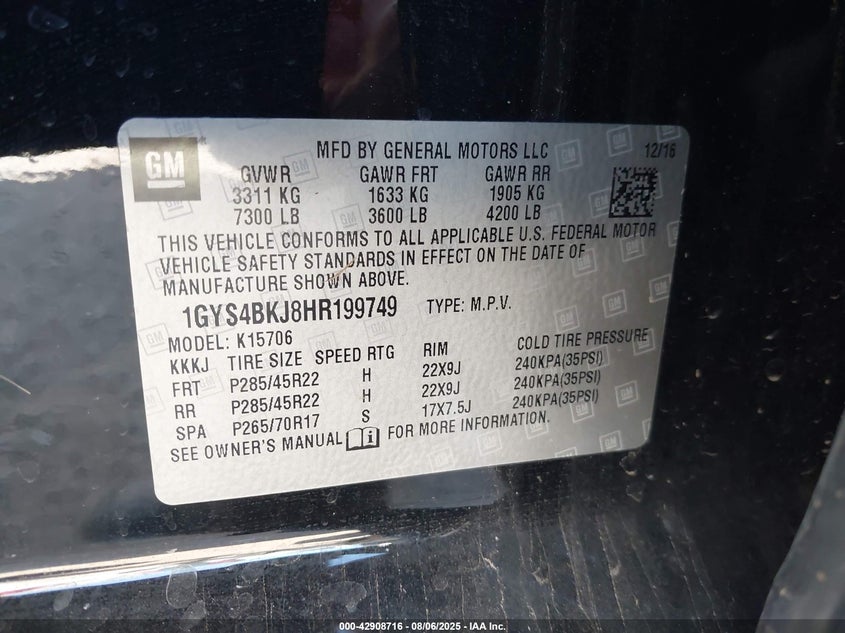 GM
MFD BY GENERAL MOTORS LLC 12/16
GVWR GAWR FRT GAWR RR
3311 KG 1633 KG 1905 KG
7300 LB 3600 LB 4200 LB
THIS VEHICLE CONFORMS TO ALL APPLICABLE U.S. FEDERAL MOTOR
VEHICLE SAFETY STANDARDS IN EFFECT ON THE DATE OF
MANUFACTURE SHOWN ABOVE.
1GYS4BKJ8HR199749 TYPE: M.P.V.
MODEL: K15706
KKKJ TIRE SIZE SPEED RTG RIM COLD TIRE PRESSURE
FRT P285/45R22 H 22X9J 240KPA(35PSI)
RR P285/45R22 H 22X9J 240KPA(35PSI)
SPA P265/70R17 S 17X7.5J 240KPA(35PSI)
SEE OWNER'S MANUAL FOR MORE INFORMATION.
000-42908716 - 08/06/2025 - IAA Inc.